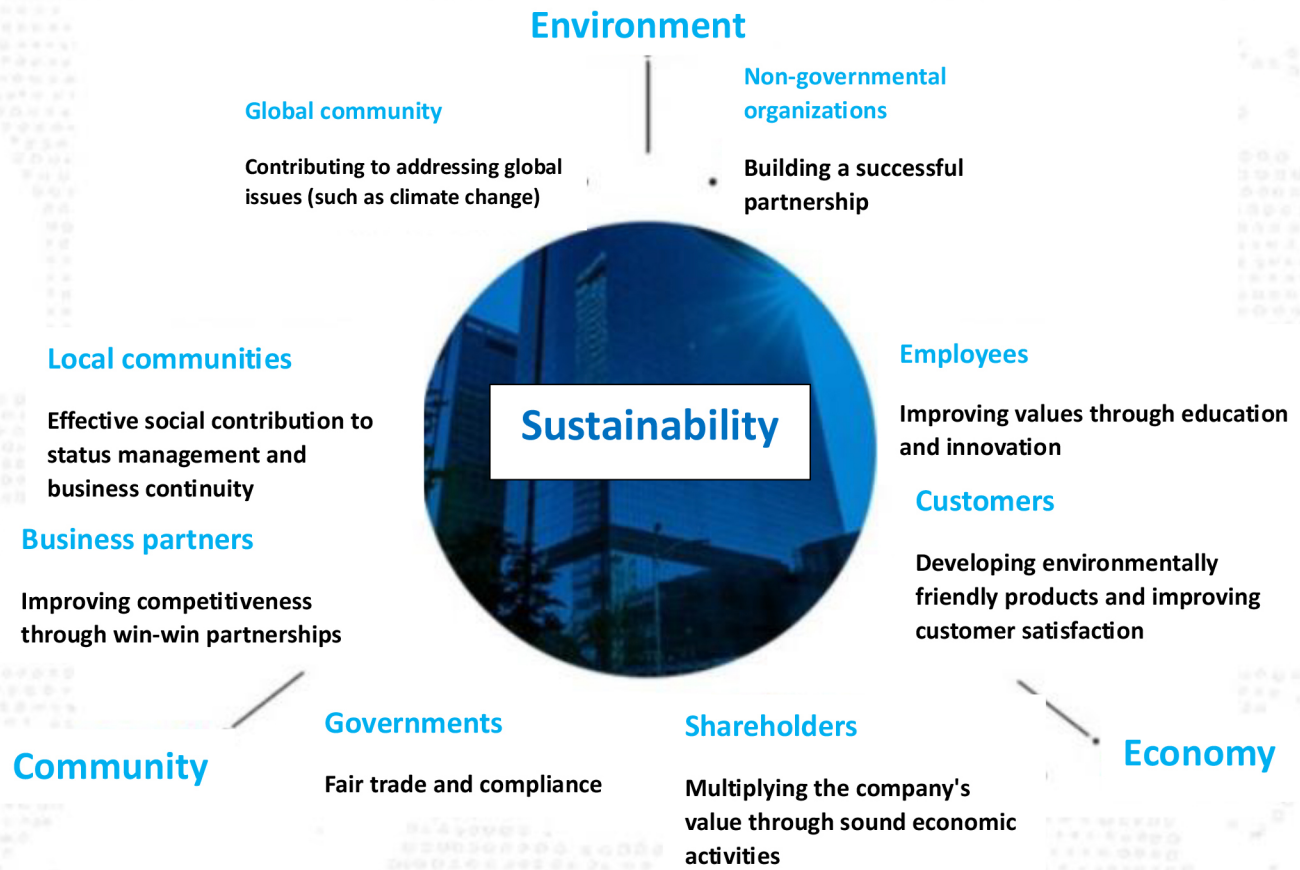 Environment
Global community
Contributing to addressing global
issues (such as climate change)
Non-governmental
organizations
Building a successful
partnership
Local communities
Effective social contribution to
status management and
business continuity
Sustainability
Employees
Improving values through education
and innovation
Business partners
Improving competitiveness
through win-win partnerships
Customers
Developing environmentally
friendly products and improving
customer satisfaction
Community
Governments
Fair trade and compliance
Shareholders
Multiplying the company's
value through sound economic
activities
Economy